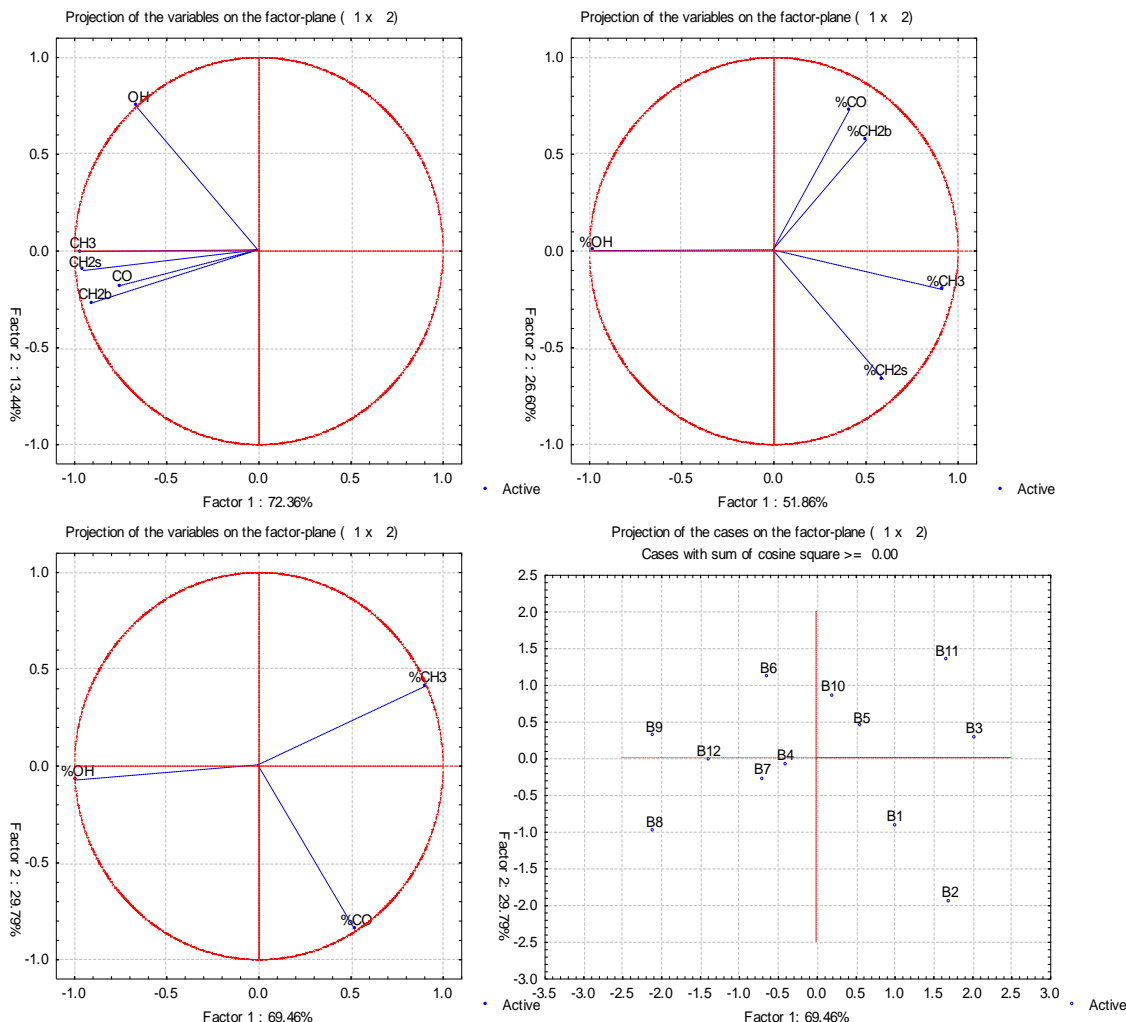 Projection of the variables on the factor-plane ( 1 x 2)
1.0
0.5
0.0
-0.5
-1.0
OH
CH3
CH2s
CO
CH2b
-1.0 -0.5 0.0 0.5 1.0
Factor 2 : 13.44%
Factor 1 : 72.36%
Active
Projection of the variables on the factor-plane ( 1 x 2)
1.0
0.5
0.0
-0.5
-1.0
%CO
%CH2b
%OH
%CH3
%CH2s
-1.0 -0.5 0.0 0.5 1.0
Factor 2 : 26.60%
Factor 1 : 51.86%
Active
Projection of the variables on the factor-plane ( 1 x 2)
1.0
0.5
0.0
-0.5
-1.0
%CH3
%OH
%CO
-1.0 -0.5 0.0 0.5 1.0
Factor 2 : 29.79%
Factor 1 : 69.46%
Active
Projection of the cases on the factor-plane ( 1 x 2)
Cases with sum of cosine square >= 0.00
2.5
2.0
1.5
1.0
0.5
0.0
-0.5
-1.0
-1.5
-2.0
-2.5
-3.0
B11
B6
B10
B5
B9
B3
B12
B4
B7
B8
B1
B2
-3.5 -3.0 -2.5 -2.0 -1.5 -1.0 -0.5 0.0 0.5 1.0 1.5 2.0 2.5 3.0
Factor 2: 29.79%
Factor 1: 69.46%
Active